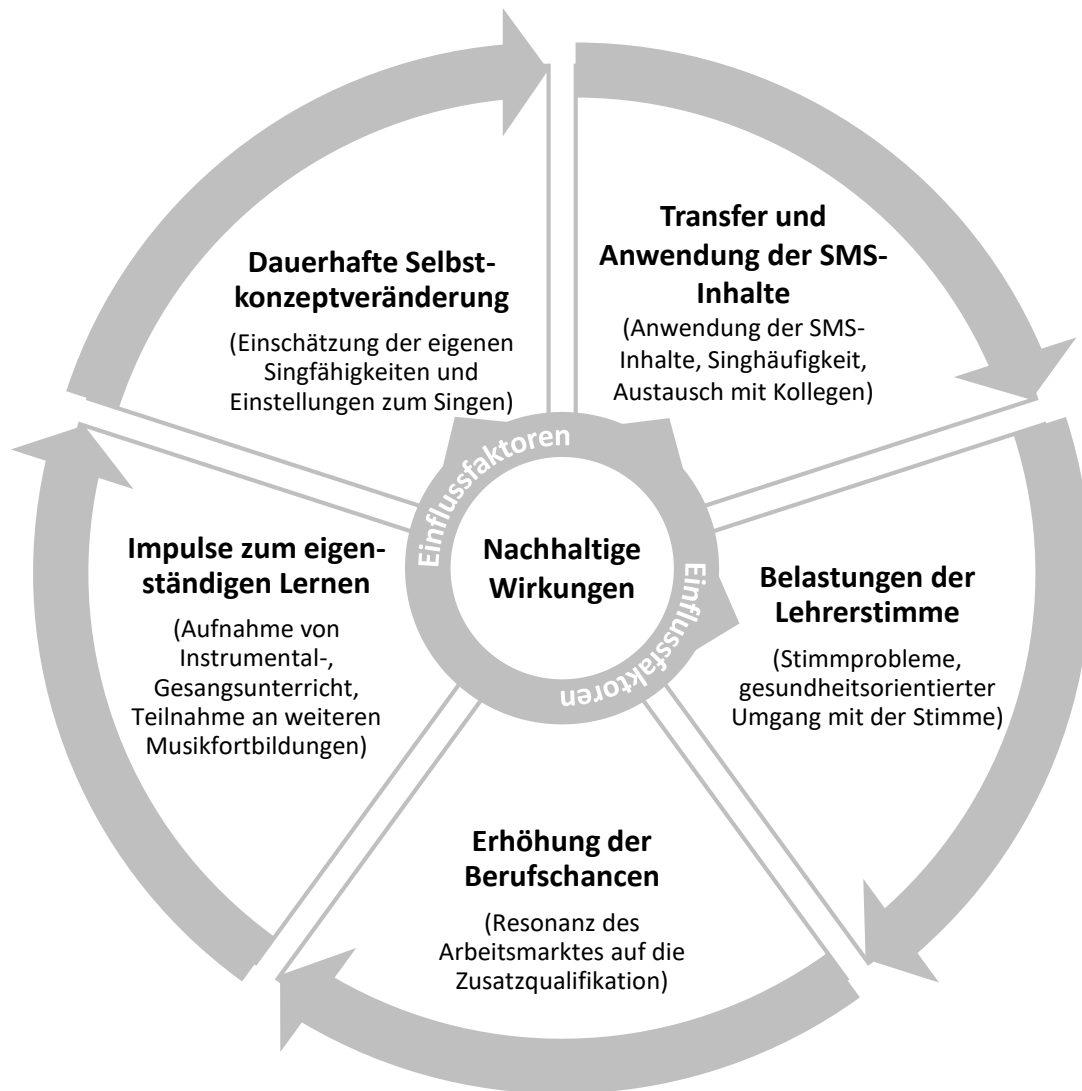 Transfer und
Anwendung der SMS-
Inhalte
(Anwendung der SMS-
Inhalte, Singhäufigkeit,
Austausch mit Kollegen)
Belastungen der
Lehrerstimme
(Stimmprobleme,
gesundheitsorientierter
Umgang mit der Stimme)
Erhöhung der
Berufschancen
(Resonanz des
Arbeitsmarktes auf die
Zusatzqualifikation)
Impulse zum eigen-
ständigen Lernen
(Aufnahme von
Instrumental-,
Gesangsunterricht,
Teilnahme an weiteren
Musikfortbildungen)
Dauerhafte Selbst-
konzeptveränderung
(Einschätzung der eigenen
Singfähigkeiten und
Einstellungen zum Singen)
Einflussfaktoren
Einflussfaktoren
Nachhaltige
Wirkungen